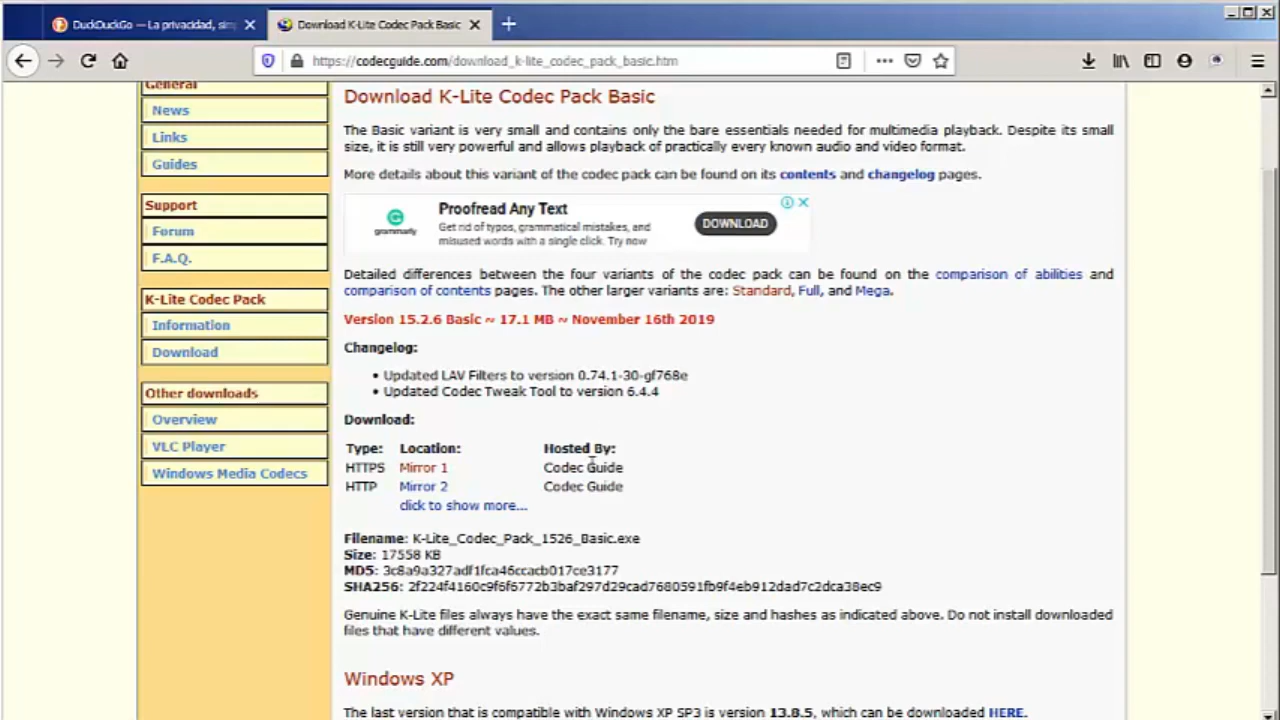 DuckDuckGo — La privacidad, sim
Download K-Lite Codec Pack Basic
https://codecguide.com/download_k-lite_codec_pack_basic.htm
General
News
Links
Guides
Support
Forum
F.A.Q.
K-Lite Codec Pack
Information
Download
Other downloads
Overview
VLC Player
Windows Media Codecs
Download K-Lite Codec Pack Basic
The Basic variant is very small and contains only the bare essentials needed for multimedia playback. Despite its small
size, it is still very powerful and allows playback of practically every known audio and video format.
More details about this variant of the codec pack can be found on its contents and changelog pages.
grammarly
Proofread Any Text
Get rid of typos, grammatical mistakes, and
misused words with a single click. Try now
DOWNLOAD
Detailed differences between the four variants of the codec pack can be found on the comparison of abilities and
comparison of contents pages. The other larger variants are: Standard, Full, and Mega.
Version 15.2.6 Basic ~ 17.1 MB ~ November 16th 2019
Changelog:
• Updated LAV Filters to version 0.74.1-30-gf768e
• Updated Codec Tweak Tool to version 6.4.4
Download:
Type: Location: Hosted By:
HTTPS Mirror 1 Codec Guide
HTTP Mirror 2 Codec Guide
click to show more...
Filename: K-Lite_Codec_Pack_1526_Basic.exe
Size: 17558 KB
MD5: 3c8a9a327adf1fca46ccacb017ce3177
SHA256: 2f224f4160c9f6f6772b3baf297d29cad7680591fb9f4eb912dad7c2dca38ec9
Genuine K-Lite files always have the exact same filename, size and hashes as indicated above. Do not install downloaded
files that have different values.
Windows XP
The last version that is compatible with Windows XP SP3 is version 13.8.5, which can be downloaded HERE.